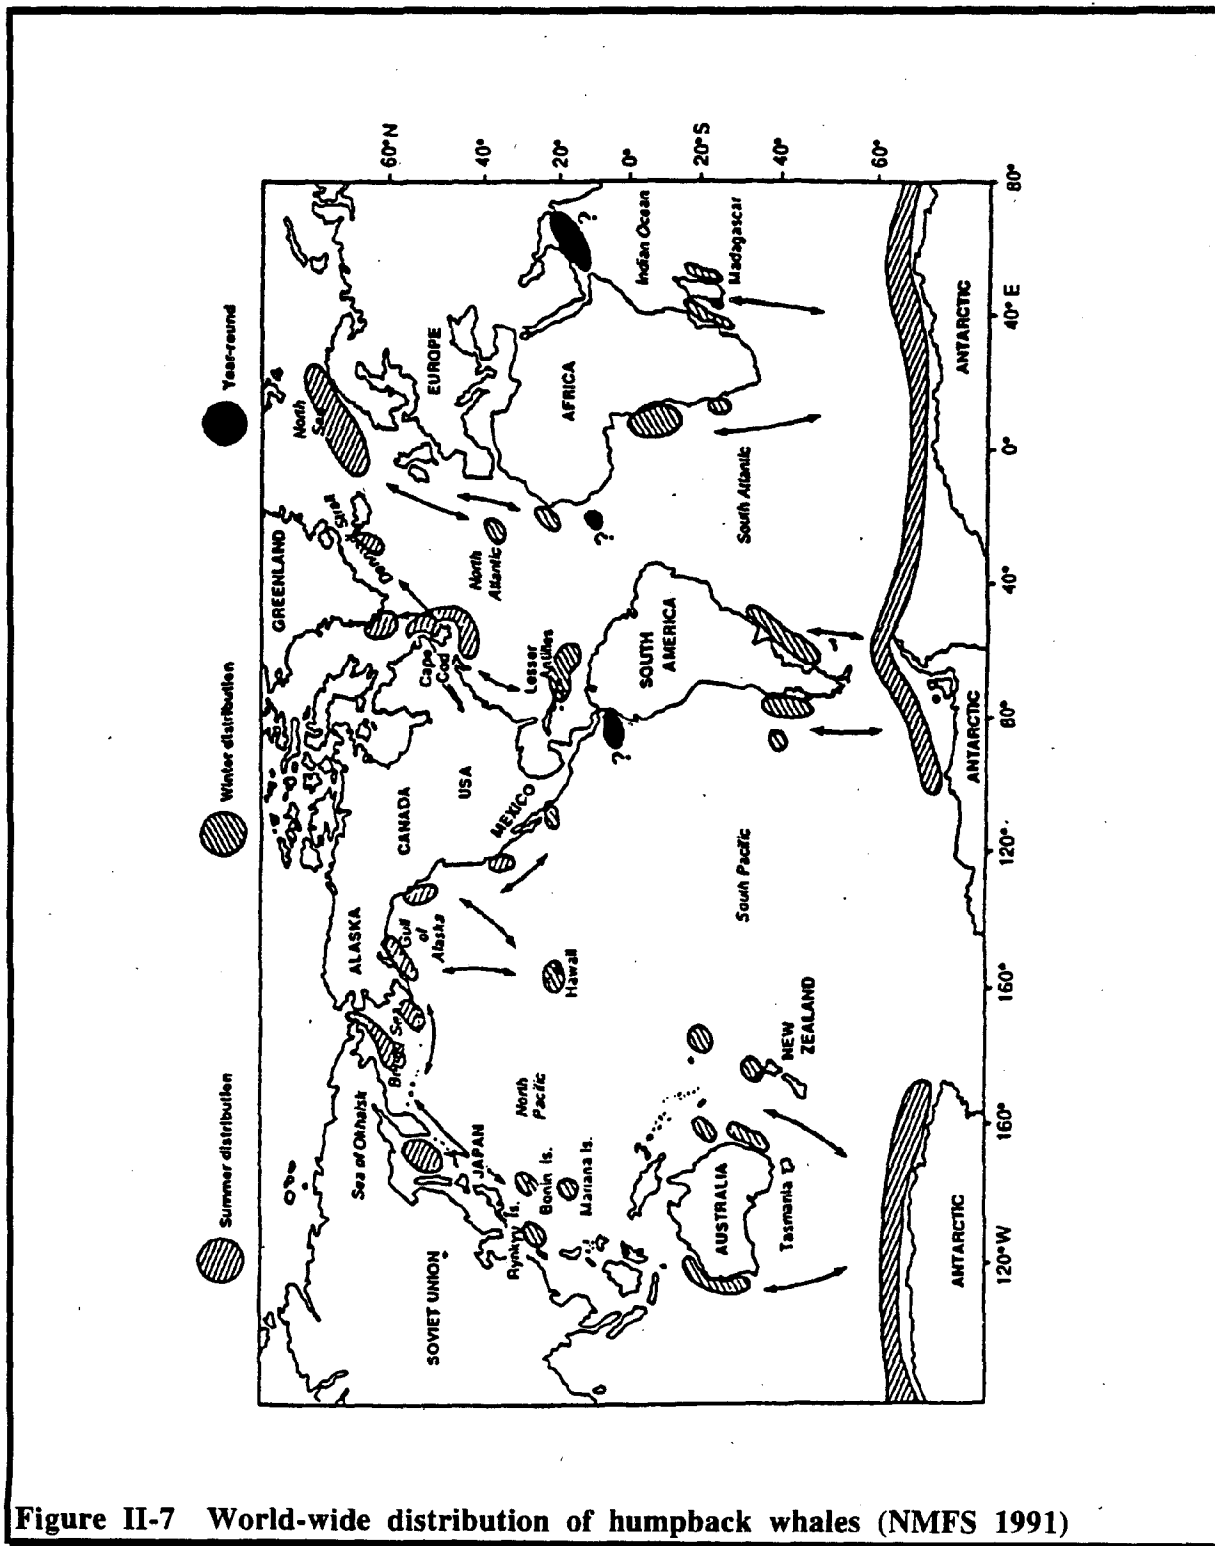 Summer distribution
Winter distribution
Year-round
60°N
40°
20°
0°
20°S
40°
60°
80°
40° E
0°
40°
80°
120°
160°
160°
120°W
GREENLAND
North
Sea
EUROPE
Strait
AFRICA
Indian Ocean
Madagascar
?
North
Atlantic
?
South Atlantic
Cape
Cod
Lesser
Antilles
SOUTH
AMERICA
?
CANADA
USA
MEXICO
ALASKA
Gulf
of
Alaska
Hawaii
South Pacific
Sea
Sea of Okhotsk
North
Pacific
JAPAN
Bonin Is.
Mariana Is.
Rynkyu Is.
SOVIET UNION
NEW
ZEALAND
AUSTRALIA
Tasmania
ANTARCTIC
ANTARCTIC
ANTARCTIC
Figure II-7 World-wide distribution of humpback whales (NMFS 1991)